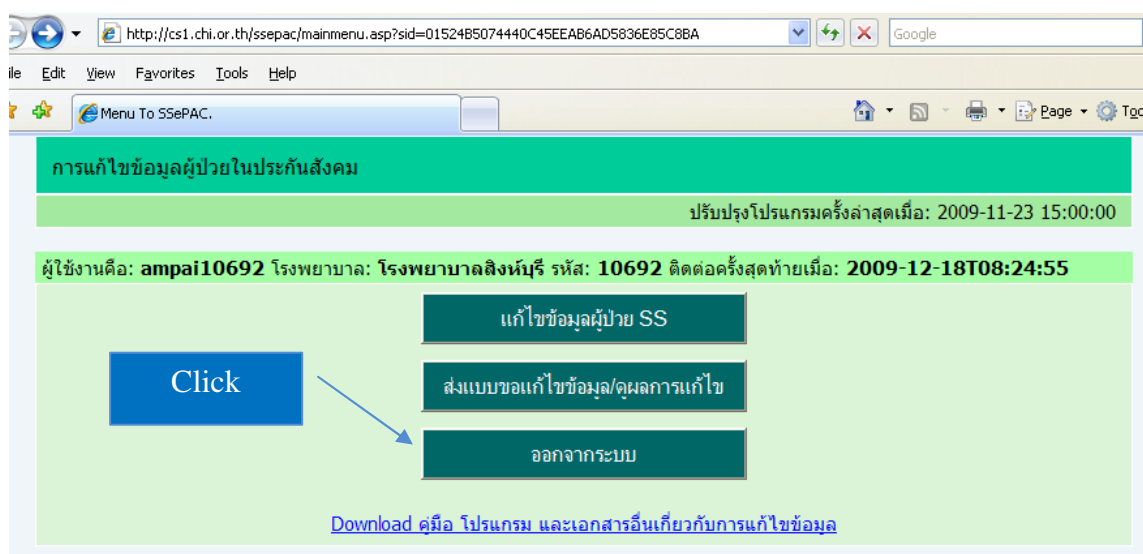 http://cs1.chi.or.th/ssepac/mainmenu.asp?sid=01524B5074440C45EEAB6AD5836E85C8BA Google
ile Edit View Favorites Tools Help
Menu To SSePAC. Page Too
การแก้ไขข้อมูลผู้ป่วยในประกันสังคม
ปรับปรุงโปรแกรมครั้งล่าสุดเมื่อ: 2009-11-23 15:00:00
ผู้ใช้งานคือ: ampai10692 โรงพยาบาล: โรงพยาบาลสิงห์บุรี รหัส: 10692 ติดต่อครั้งสุดท้ายเมื่อ: 2009-12-18T08:24:55
แก้ไขข้อมูลผู้ป่วย SS
Click
ส่งแบบขอแก้ไขข้อมูล/ดูผลการแก้ไข
ออกจากระบบ
Download คู่มือ โปรแกรม และเอกสารอื่นเกี่ยวกับการแก้ไขข้อมูล